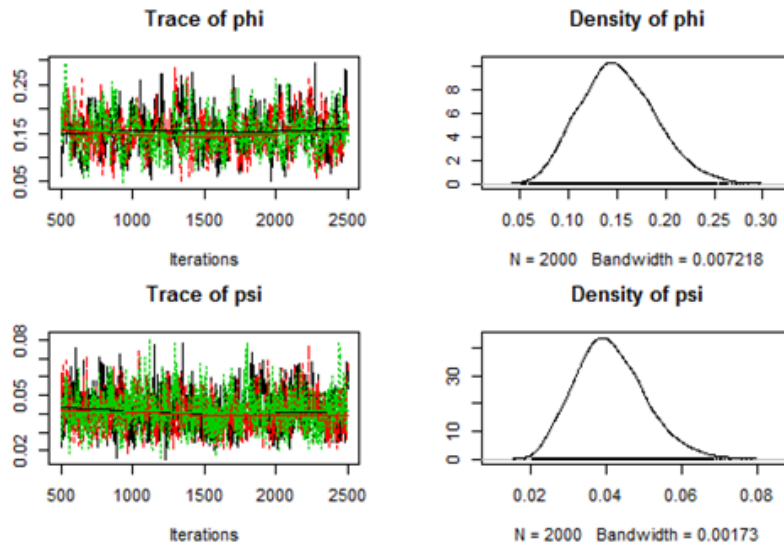 Trace of phi
0.05 0.15 0.25
500 1000 1500 2000 2500
Iterations
Density of phi
0 2 4 6 8
0.05 0.10 0.15 0.20 0.25 0.30
N = 2000 Bandwidth = 0.007218
Trace of psi
0.02 0.05 0.08
500 1000 1500 2000 2500
Iterations
Density of psi
0 10 30
0.02 0.04 0.06 0.08
N = 2000 Bandwidth = 0.00173